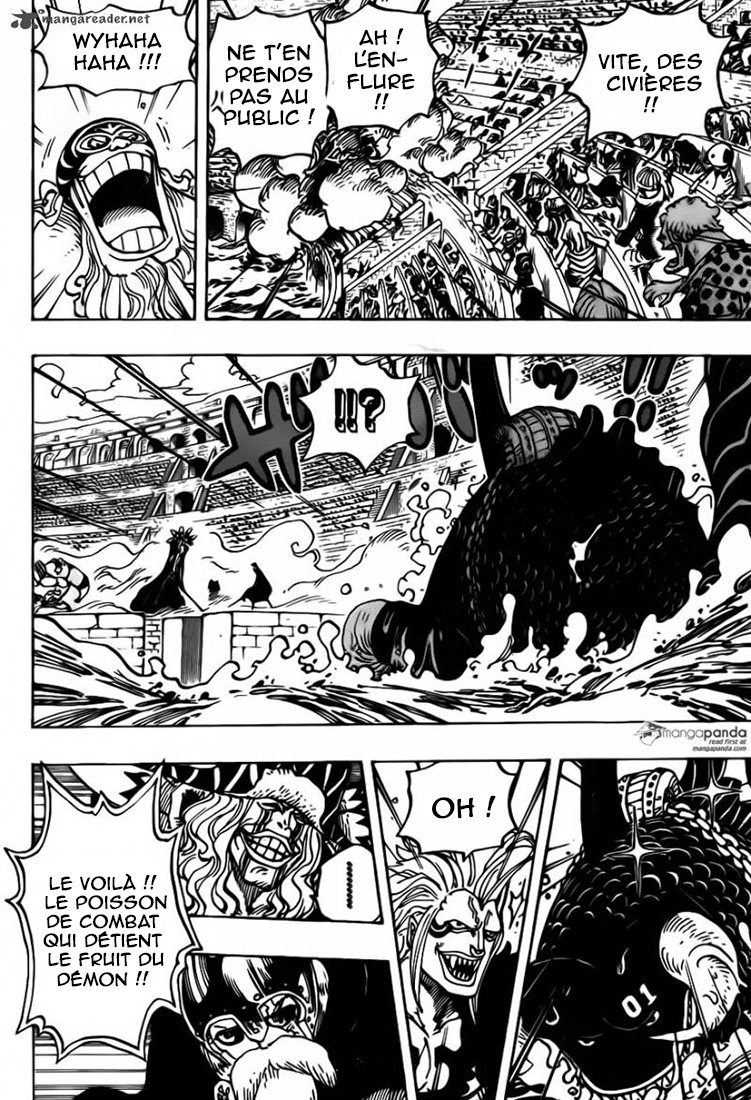 mangareader.net
WYHAHA
HAHA !!!
NE T'EN
PRENDS
PAS AU
PUBLIC !
AH !
L'EN-
FLURE
!!
VITE, DES
CIVIÈRES
!!
!!?
mangapanda
read first at
mangapanda.com
LE VOILÀ !!
LE POISSON
DE COMBAT
QUI DÉTIENT
LE FRUIT DU
DÉMON !!
OH !
01